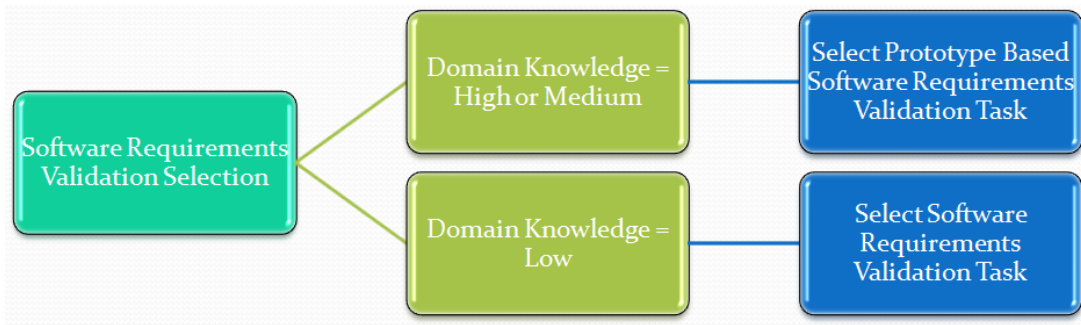 Software Requirements
Validation Selection
Domain Knowledge =
High or Medium
Select Prototype Based
Software Requirements
Validation Task
Domain Knowledge =
Low
Select Software
Requirements
Validation Task